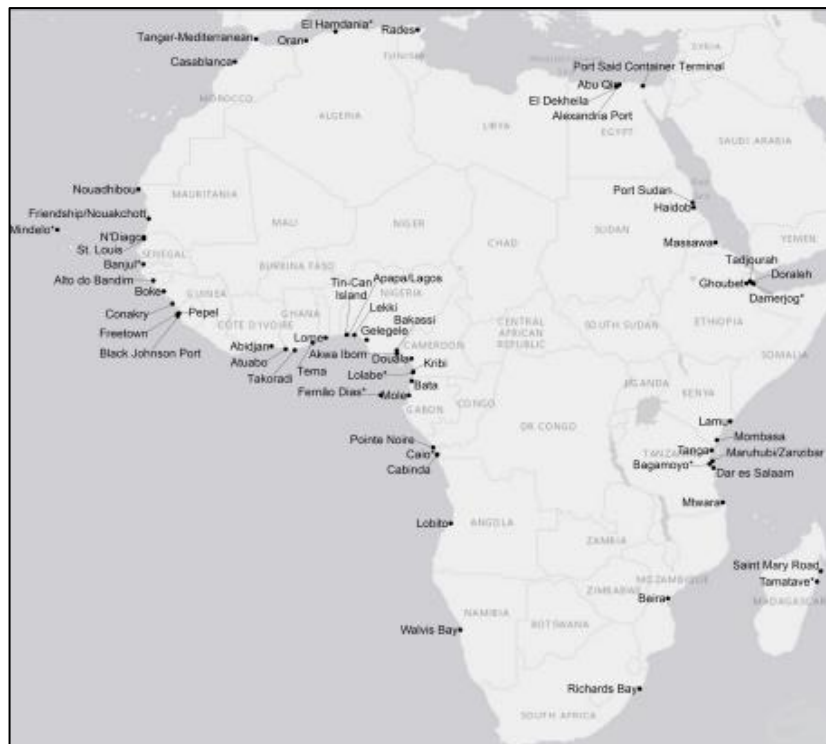 El Hamdania*
Tanger-Mediterranean
Oran
Rades
Casablanca
TUNISIA
SYRIA
Port Said Container Terminal
Abu Qir
El Dekheila
Alexandria Port
MOROCCO
ALGERIA
LIBYA
EGYPT
SAUDI ARABIA
Nouadhibou
MAURITANIA
Port Sudan
Haidob
Friendship/Nouakchott
Mindelo*
MALI
NIGER
N'Diago
St. Louis
SENEGAL
CHAD
SUDAN
Massawa
YEMEN
Banjul*
Alto do Bandim
BURKINA FASO
Tin-Can
Island
Apapa/Lagos
Tadjourah
Doraleh
Ghoubet
Damerjog*
Boke
GUINEA
NIGERIA
Lekki
Bakassi
Conakry
Pepel
Freetown
GHANA
COTE D'IVOIRE
Gelegele
Black Johnson Port
Abidjan
Lome
Akwa Ibom
Douala
CAMEROON
CENTRAL
AFRICAN
REPUBLIC
SOUTH SUDAN
ETHIOPIA
SOMALIA
Atuabo
Takoradi
Tema
Lolabe*
Kribi
Bata
Fernão Dias*
Mole
GABON
CONGO
DR CONGO
UGANDA
KENYA
Lamu
Pointe Noire
Caio*
Cabinda
Mombasa
Tanga
TANZANIA
Maruhubi/Zanzibar
Bagamoyo*
Dar es Salaam
Mtwara
Lobito
ANGOLA
ZAMBIA
Saint Mary Road
Tamatave*
MADAGASCAR
MOZAMBIQUE
ZIMBABWE
Beira
Walvis Bay
NAMIBIA
BOTSWANA
Richards Bay
SOUTH AFRICA